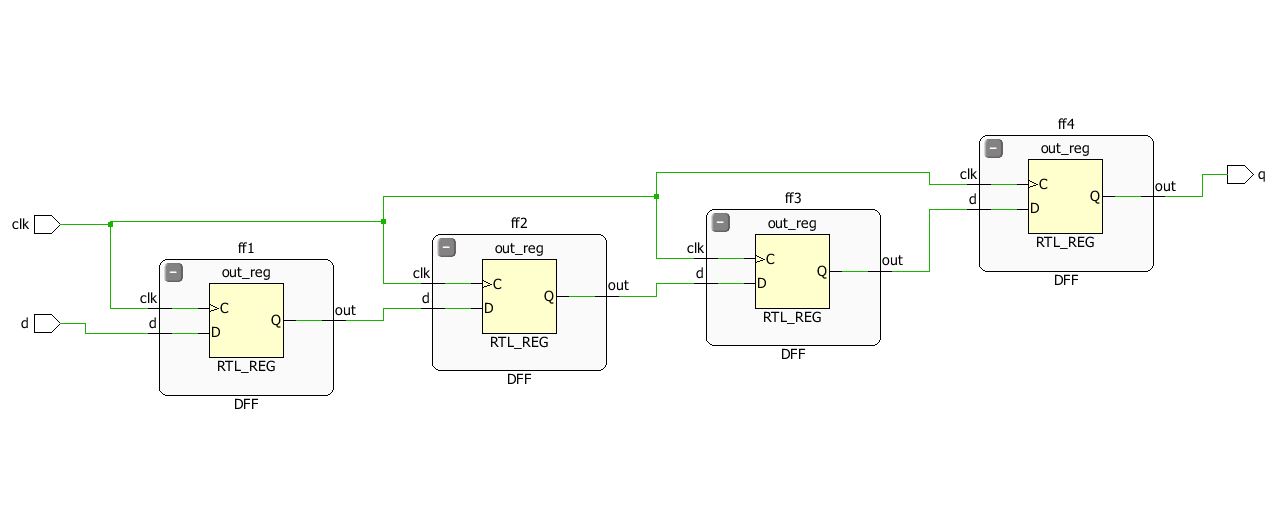 clk
d
ff1
out_reg
clk
d
C
D
Q
out
RTL_REG
DFF
ff2
out_reg
clk
d
C
D
Q
out
RTL_REG
DFF
ff3
out_reg
clk
d
C
D
Q
out
RTL_REG
DFF
ff4
out_reg
clk
d
C
D
Q
out
RTL_REG
DFF
q